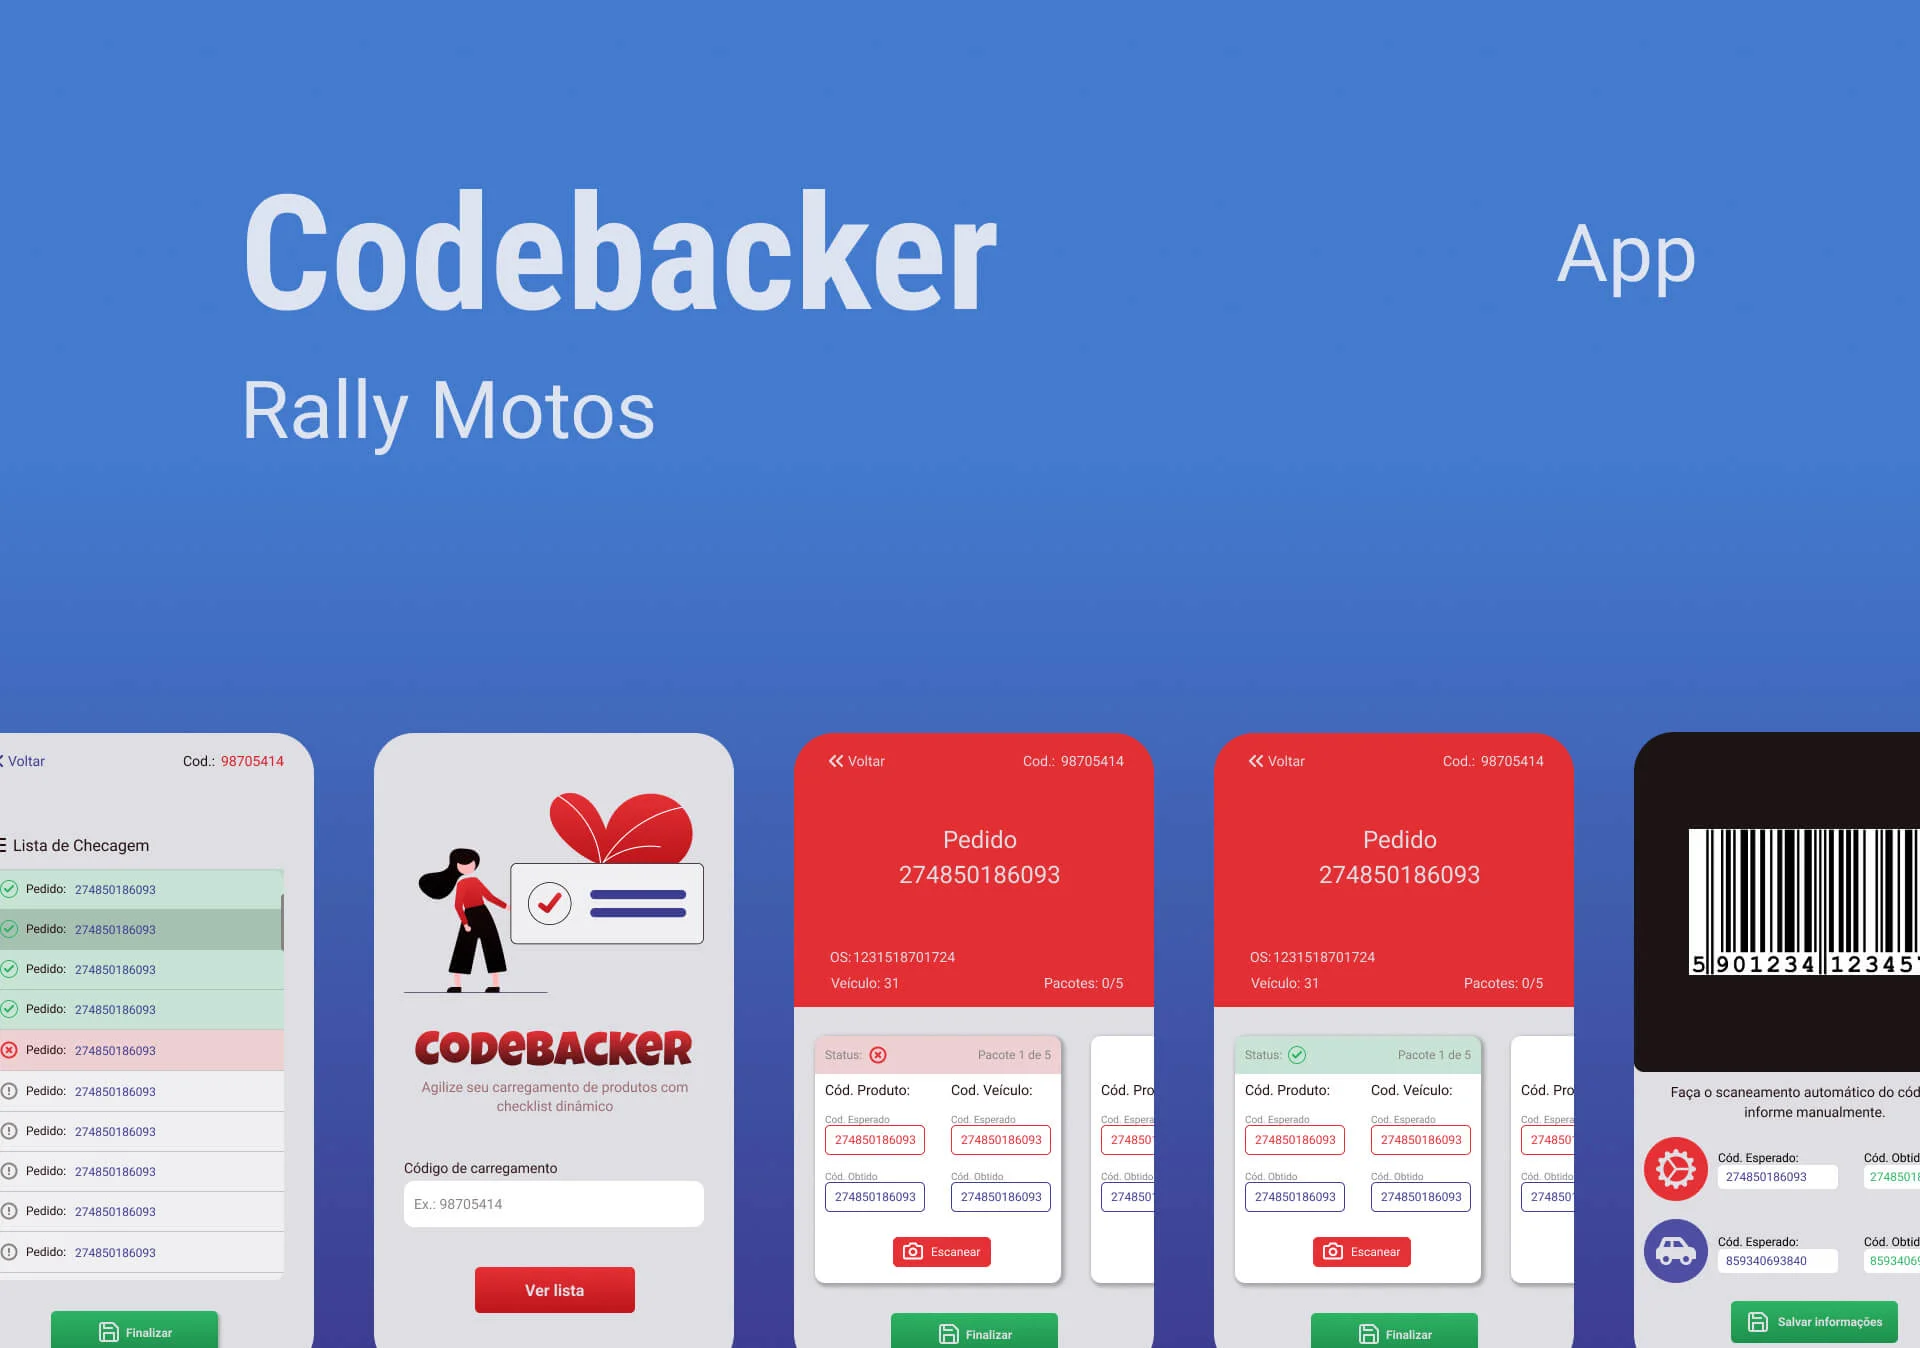 Codebacker
App
Rally Motos
Voltar
Cod.: 98705414
Lista de Checagem
Pedido: 274850186093
Pedido: 274850186093
Pedido: 274850186093
Pedido: 274850186093
Pedido: 274850186093
Pedido: 274850186093
Pedido: 274850186093
Pedido: 274850186093
Pedido: 274850186093
Pedido: 274850186093
Finalizar
CODEBACKER
Agilize seu carregamento de produtos com
checklist dinámico
Código de carregamento
Ex.: 98705414
Ver lista
Voltar
Cod.: 98705414
Pedido
274850186093
OS: 1231518701724
Veículo: 31
Pacotes: 0/5
Status:
Pacote 1 de 5
Cód. Produto:
Cod. Veículo:
Cód. Pro
Cod. Esperado
Cod. Esperado
Cod. Espera
274850186093
274850186093
274850
Cód. Obtido
Cód. Obtido
Cód. Obtido
274850186093
274850186093
274850
Escanear
Finalizar
Voltar
Cod.: 98705414
Pedido
274850186093
OS: 1231518701724
Veículo: 31
Pacotes: 0/5
Status:
Pacote 1 de 5
Cód. Produto:
Cod. Veículo:
Cód. Pro
Cod. Esperado
Cod. Esperado
Cod. Espera
274850186093
274850186093
274850
Cód. Obtido
Cód. Obtido
Cód. Obtido
274850186093
274850186093
274850
Escanear
Finalizar
5 901234 12345
Faça o scaneamento automático do cód
informe manualmente.
Cód. Esperado:
Cód. Obtid
274850186093
2748501
Cód. Esperado:
Cód. Obtid
859340693840
8593406
Salvar informações